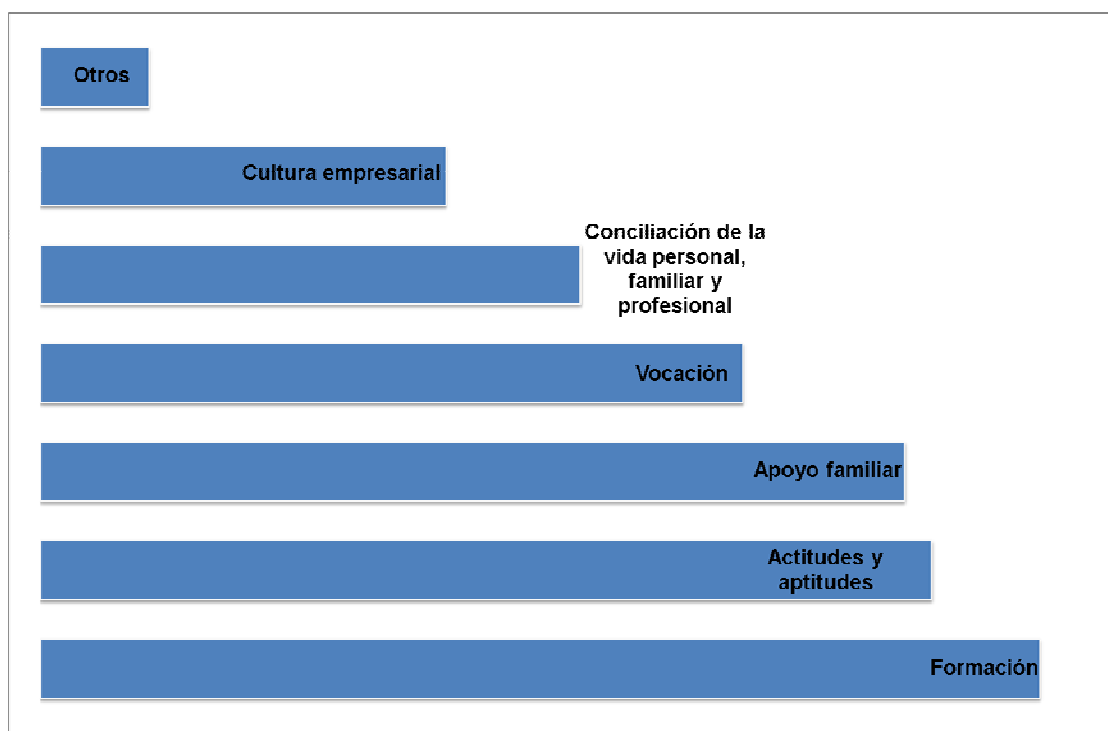 Otros
Cultura empresarial
Conciliación de la
vida personal,
familiar y
profesional
Vocación
Apoyo familiar
Actitudes y
aptitudes
Formación